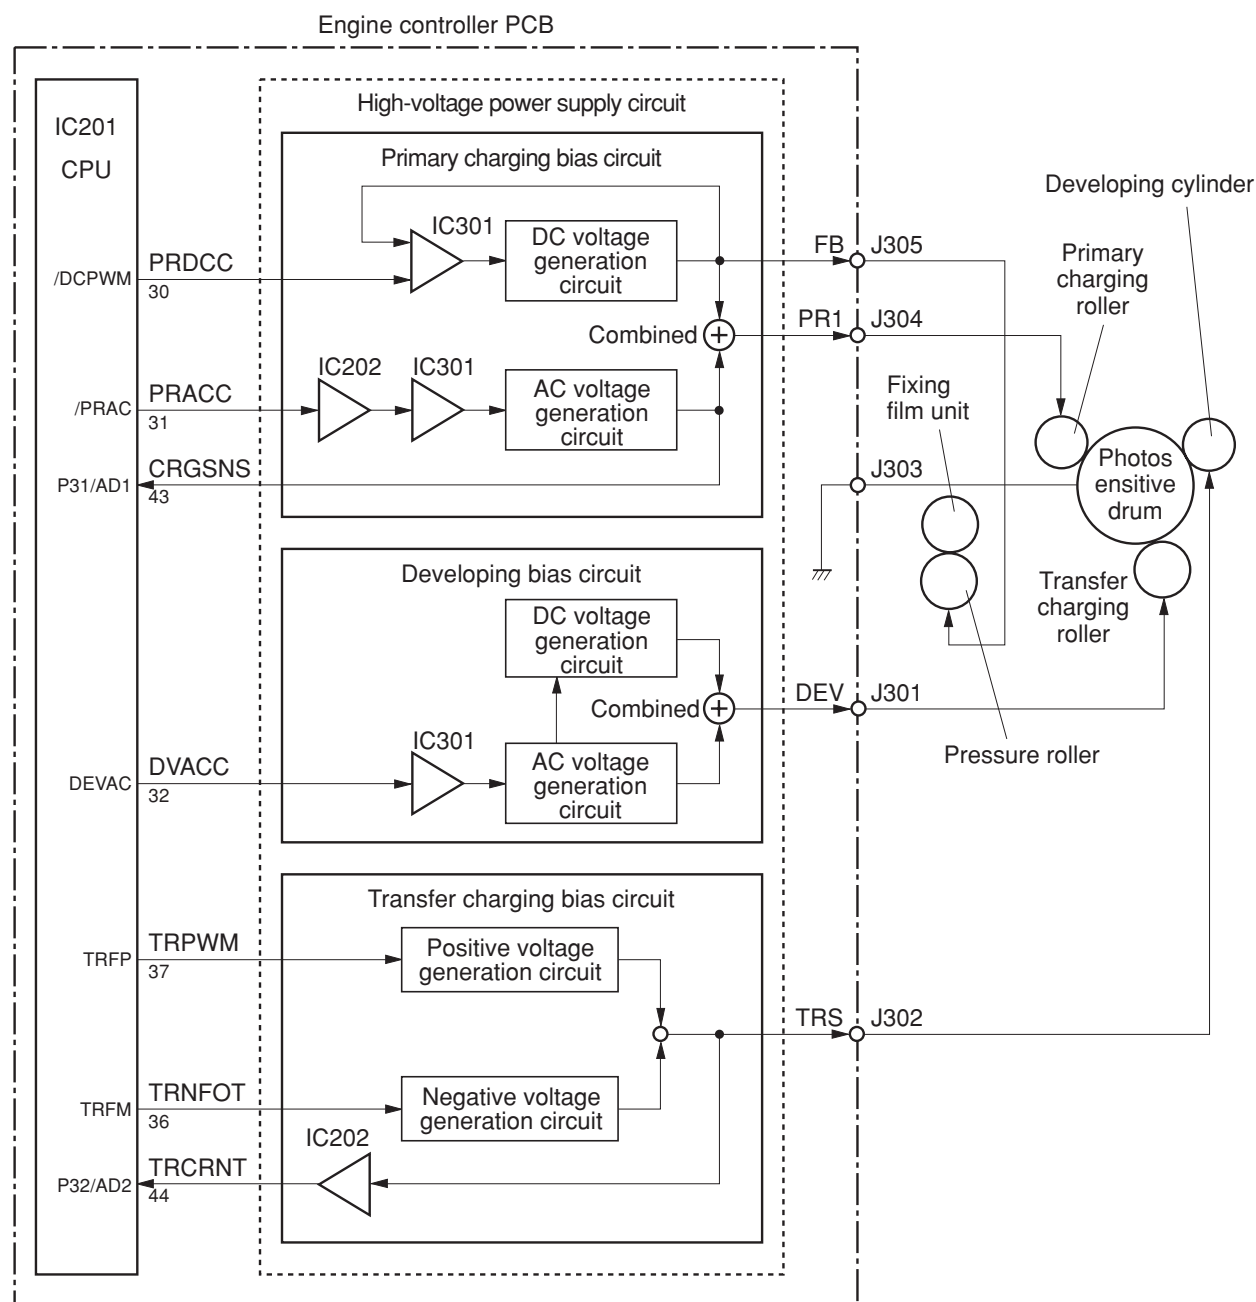 Engine controller PCB
IC201
CPU
High-voltage power supply circuit
Primary charging bias circuit
IC301
DC voltage
generation
circuit
/DCPWM
PRDCC
30
FB
J305
Developing cylinder
Primary
charging
roller
Combined
PR1
J304
IC202
IC301
AC voltage
generation
circuit
/PRAC
PRACC
31
Fixing
film unit
P31/AD1
CRGSNS
43
J303
Photos
ensitive
drum
Developing bias circuit
DC voltage
generation
circuit
Transfer
charging
roller
Combined
DEV
J301
IC301
AC voltage
generation
circuit
Pressure roller
DEVAC
DVACC
32
Transfer charging bias circuit
TRFP
TRPWM
37
Positive voltage
generation circuit
TRS
J302
TRFM
TRNFOT
36
Negative voltage
generation circuit
IC202
P32/AD2
TRCRNT
44